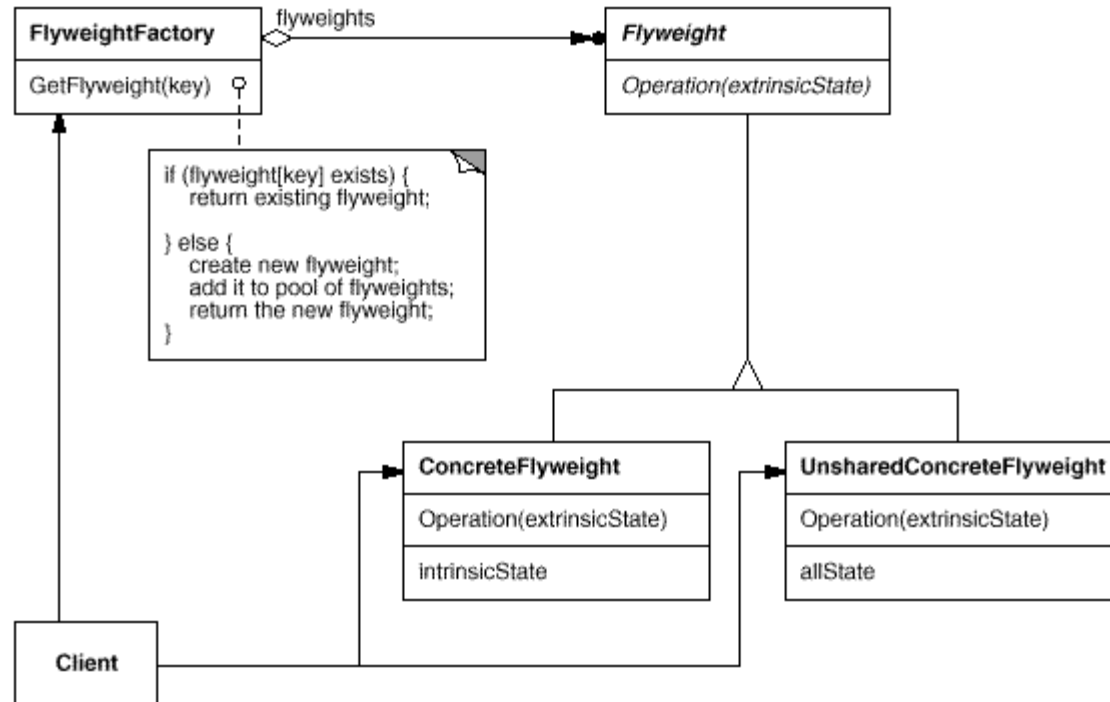 flyweights
FlyweightFactory
GetFlyweight(key)
Flyweight
Operation(extrinsicState)
if (flyweight[key] exists) {
return existing flyweight;
} else {
create new flyweight;
add it to pool of flyweights;
return the new flyweight;
}
ConcreteFlyweight
Operation(extrinsicState)
intrinsicState
UnsharedConcreteFlyweight
Operation(extrinsicState)
allState
Client